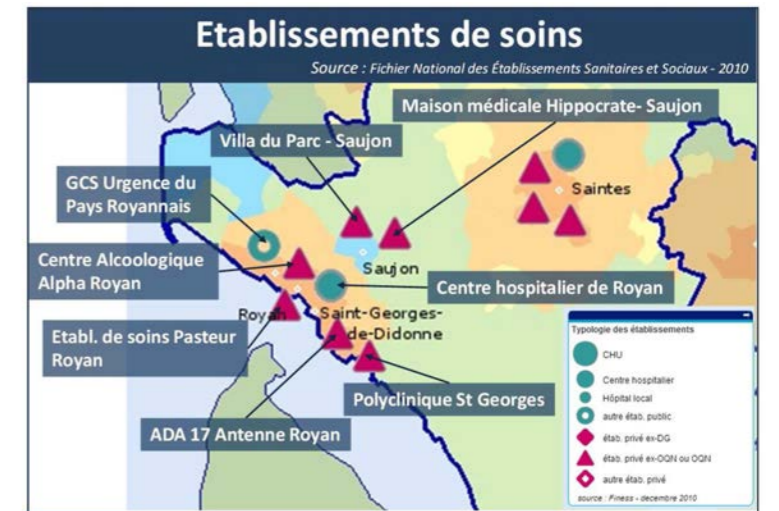 Etablissements de soins
Source : Fichier National des Établissements Sanitaires et Sociaux - 2010
Maison médicale Hippocrate- Saujon
Villa du Parc - Saujon
GCS Urgence du
Pays Royannais
Saintes
Centre Alcoologique
Alpha Royan
Saujon
Centre hospitalier de Royan
Royan
Saint-Georges-
de-Didonne
Etabl. de soins Pasteur
Royan
Polyclinique St Georges
ADA 17 Antenne Royan
Typologie des établissements
CHU
Centre hospitalier
Hôpital local
autre étab. public
étab. privé ex-DG
étab. privé ex-OQN ou OQN
autre étab. privé
source : Finess - decembre 2010